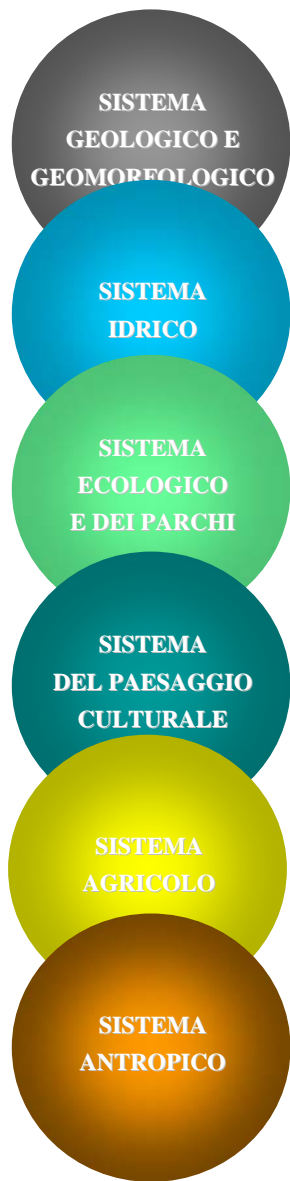 SISTEMA
GEOLOGICO E
GEOMORFOLOGICO
SISTEMA
IDRICO
SISTEMA
ECOLOGICO
E DEI PARCHI
SISTEMA
DEL PAESAGGIO
CULTURALE
SISTEMA
AGRICOLO
SISTEMA
ANTROPICO